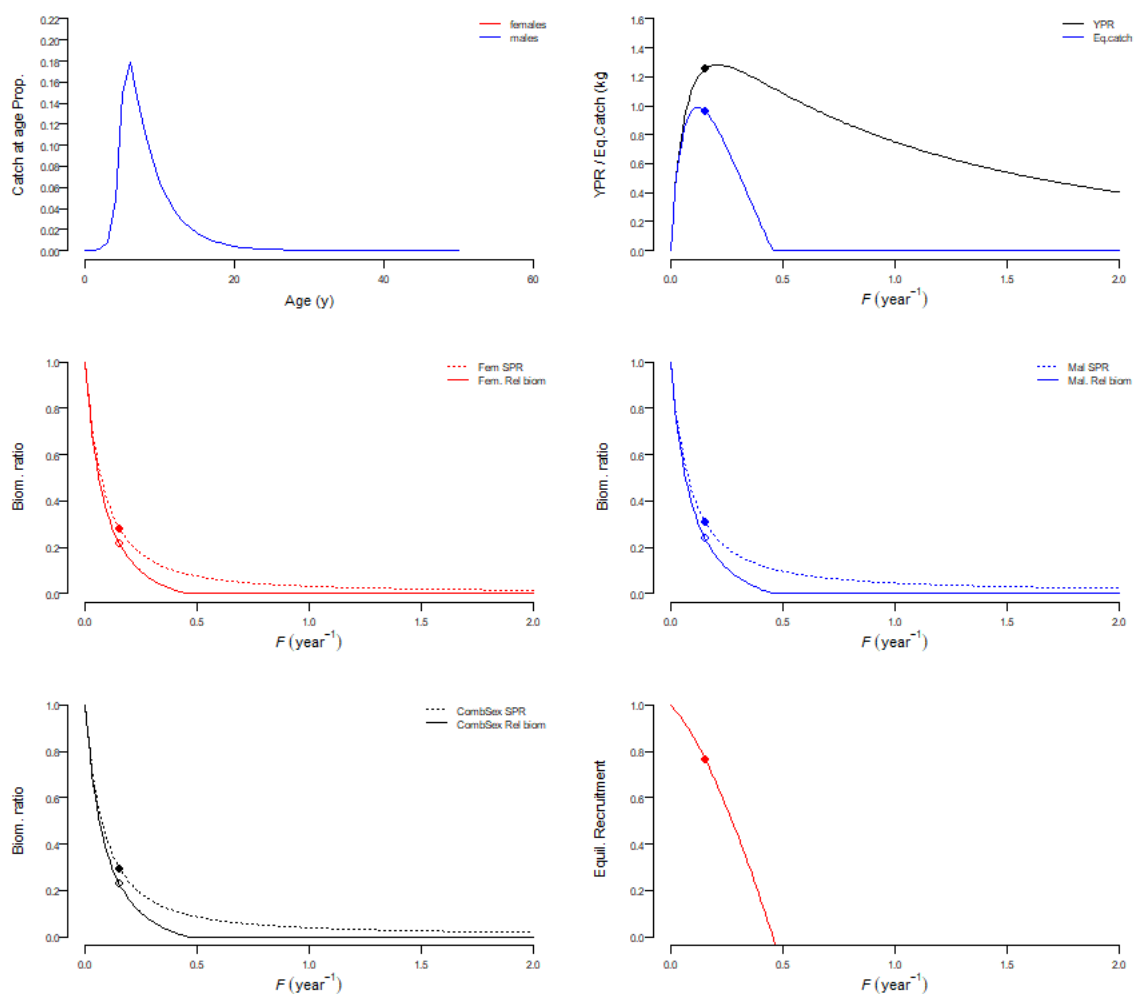 0.22
0.20
0.18
0.16
0.14
0.12
0.10
0.08
0.06
0.04
0.02
0.00
Catch at age Prop.
females
males
0 20 40 60
Age (y)
1.6
1.4
1.2
1.0
0.8
0.6
0.4
0.2
0.0
YPR / Eq.Catch (kg)
YPR
Eq.catch
0.0 0.5 1.0 1.5 2.0
F (year⁻¹)
1.0
0.8
0.6
0.4
0.2
0.0
Biom. ratio
Fem SPR
Fem. Rel biom
0.0 0.5 1.0 1.5 2.0
F (year⁻¹)
1.0
0.8
0.6
0.4
0.2
0.0
Biom. ratio
Mal SPR
Mal. Rel biom
0.0 0.5 1.0 1.5 2.0
F (year⁻¹)
1.0
0.8
0.6
0.4
0.2
0.0
Biom. ratio
CombSex SPR
CombSex Rel biom
0.0 0.5 1.0 1.5 2.0
F (year⁻¹)
1.0
0.8
0.6
0.4
0.2
0.0
Equil. Recruitment
0.0 0.5 1.0 1.5 2.0
F (year⁻¹)